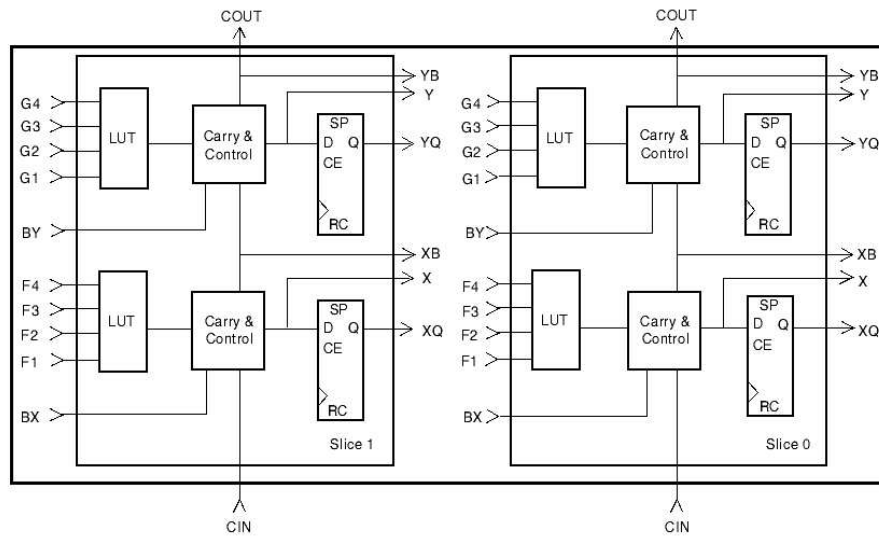 COUT
YB
Y
G4
G3
G2
G1
LUT
Carry &
Control
SP
D Q
CE
RC
YQ
BY
XB
X
F4
F3
F2
F1
LUT
Carry &
Control
SP
D Q
CE
RC
XQ
BX
Slice 1
CIN
COUT
YB
Y
G4
G3
G2
G1
LUT
Carry &
Control
SP
D Q
CE
RC
YQ
BY
XB
X
F4
F3
F2
F1
LUT
Carry &
Control
SP
D Q
CE
RC
XQ
BX
Slice 0
CIN